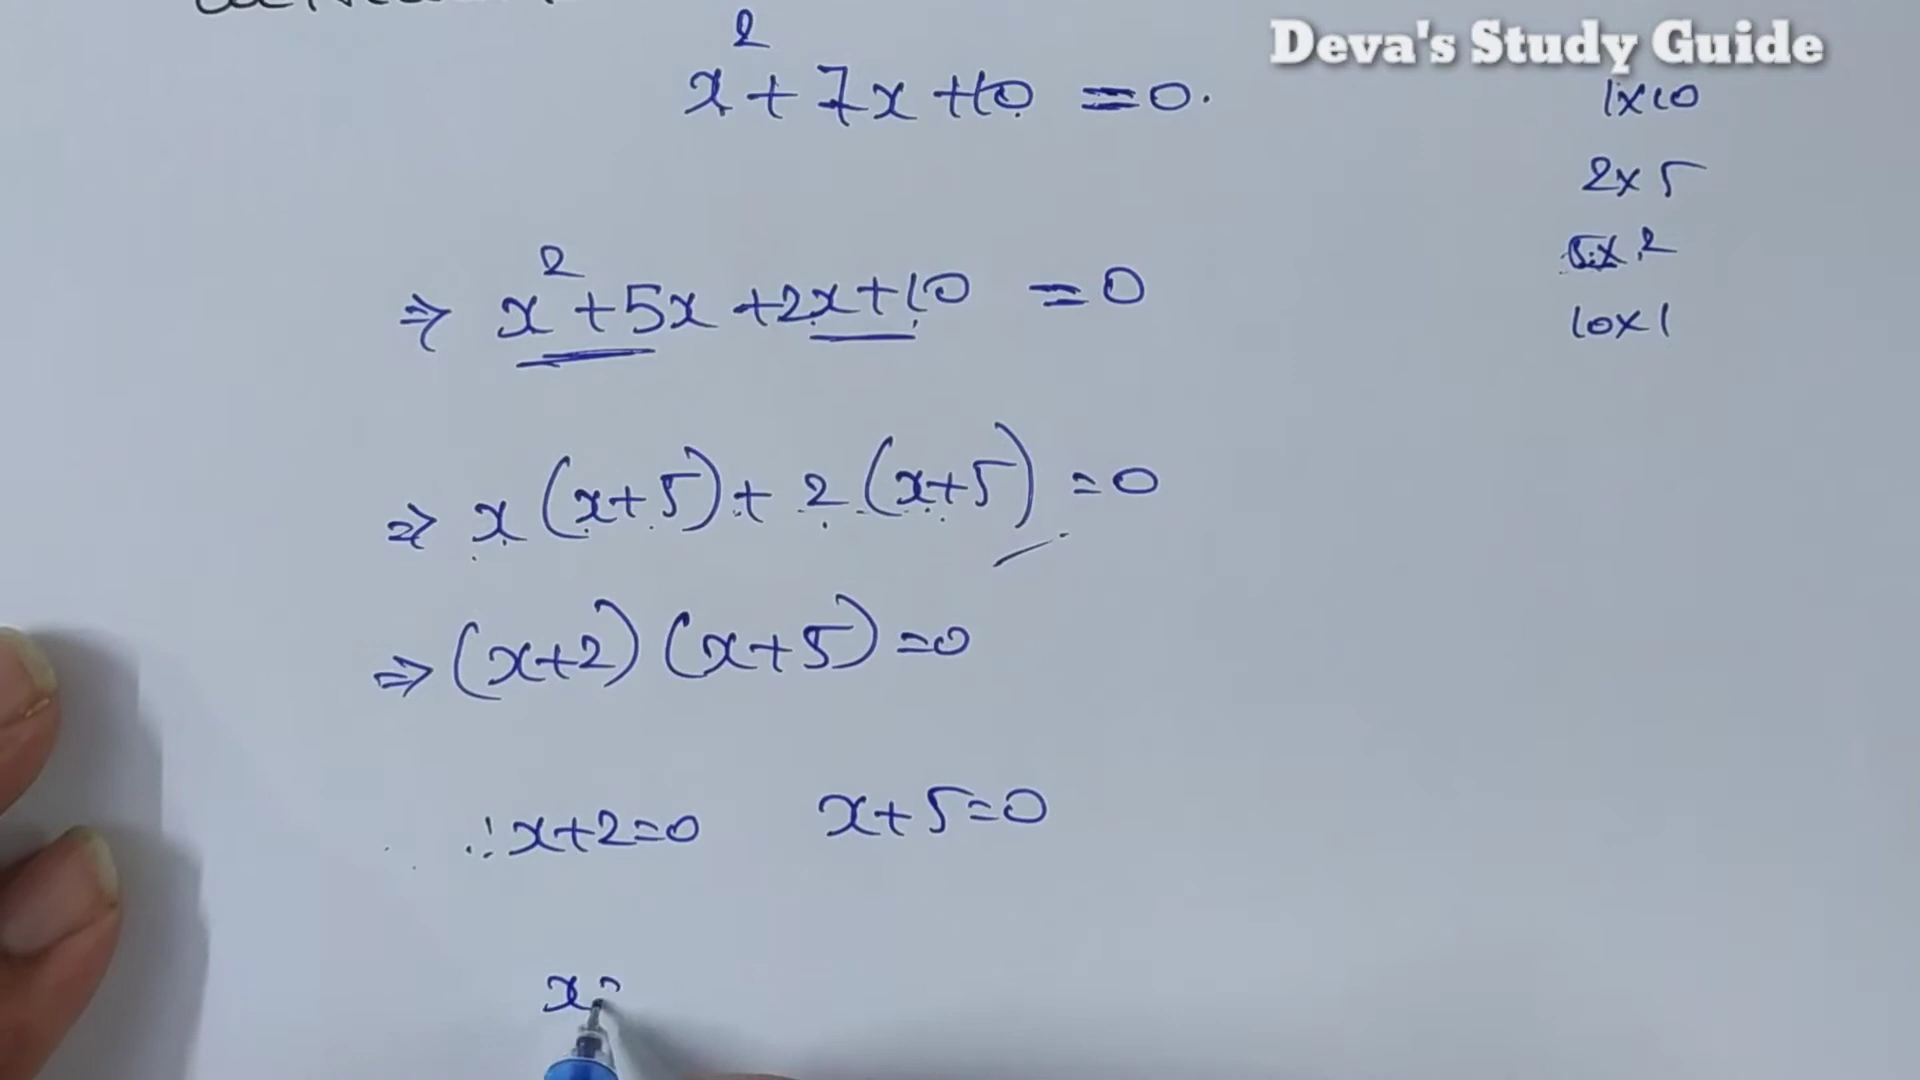 Deva's Study Guide
x² + 7x + 10 = 0.
1 x 10
2 x 5
5 x 2
10 x 1
⇒ x² + 5x + 2x + 10 = 0
⇒ x (x+5) + 2 (x+5) = 0
⇒ (x+2) (x+5) = 0
∴ x+2=0 x+5=0
x